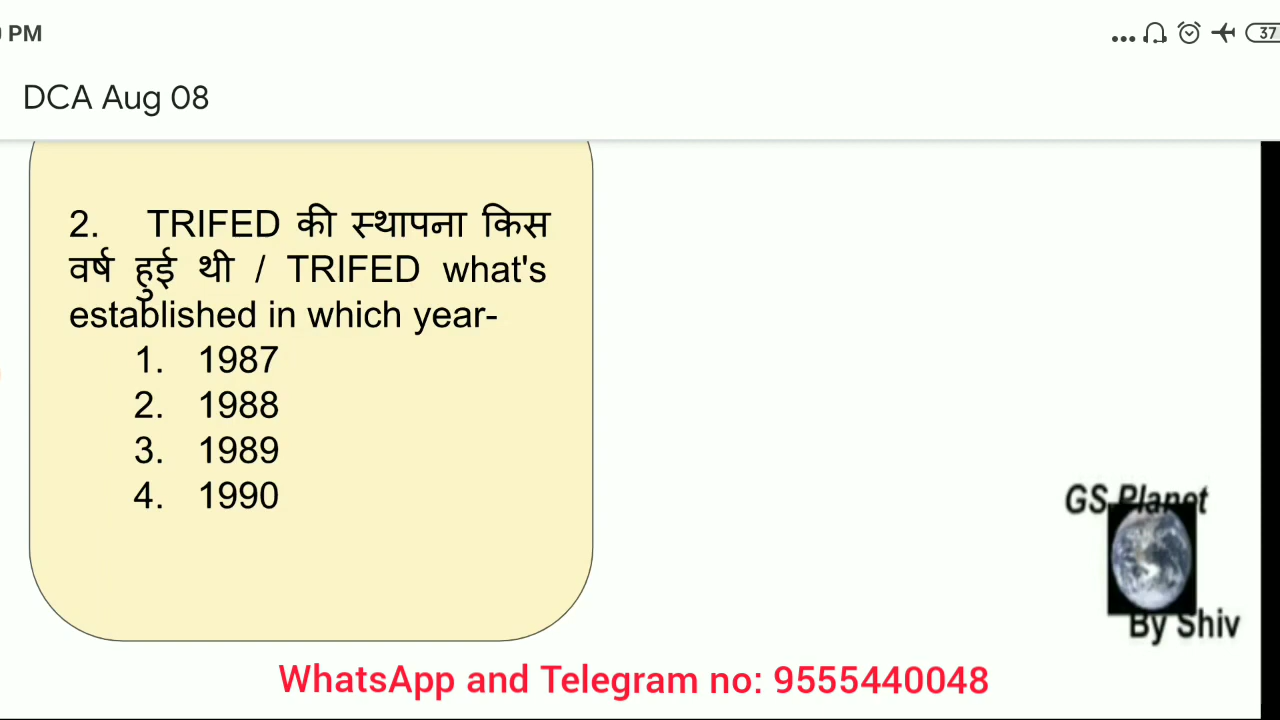 PM
37
DCA Aug 08
2. TRIFED की स्थापना किस
वर्ष हुई थी / TRIFED what's
established in which year-
1. 1987
2. 1988
3. 1989
4. 1990
GS Planet
By Shiv
WhatsApp and Telegram no: 9555440048